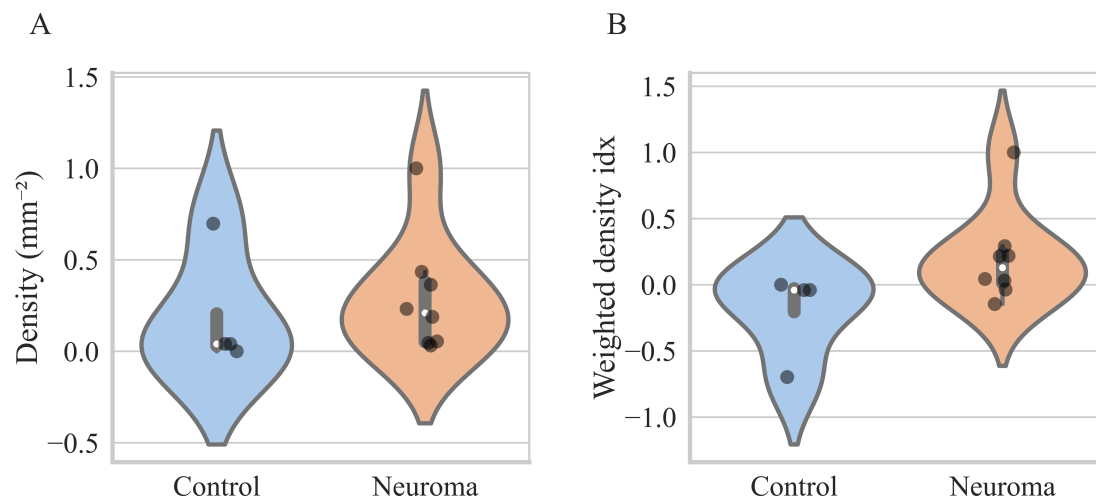 A
B
Density (mm⁻²)
1.5
1.0
0.5
0.0
−0.5
Control
Neuroma
Weighted density idx
1.5
1.0
0.5
0.0
−0.5
−1.0
Control
Neuroma